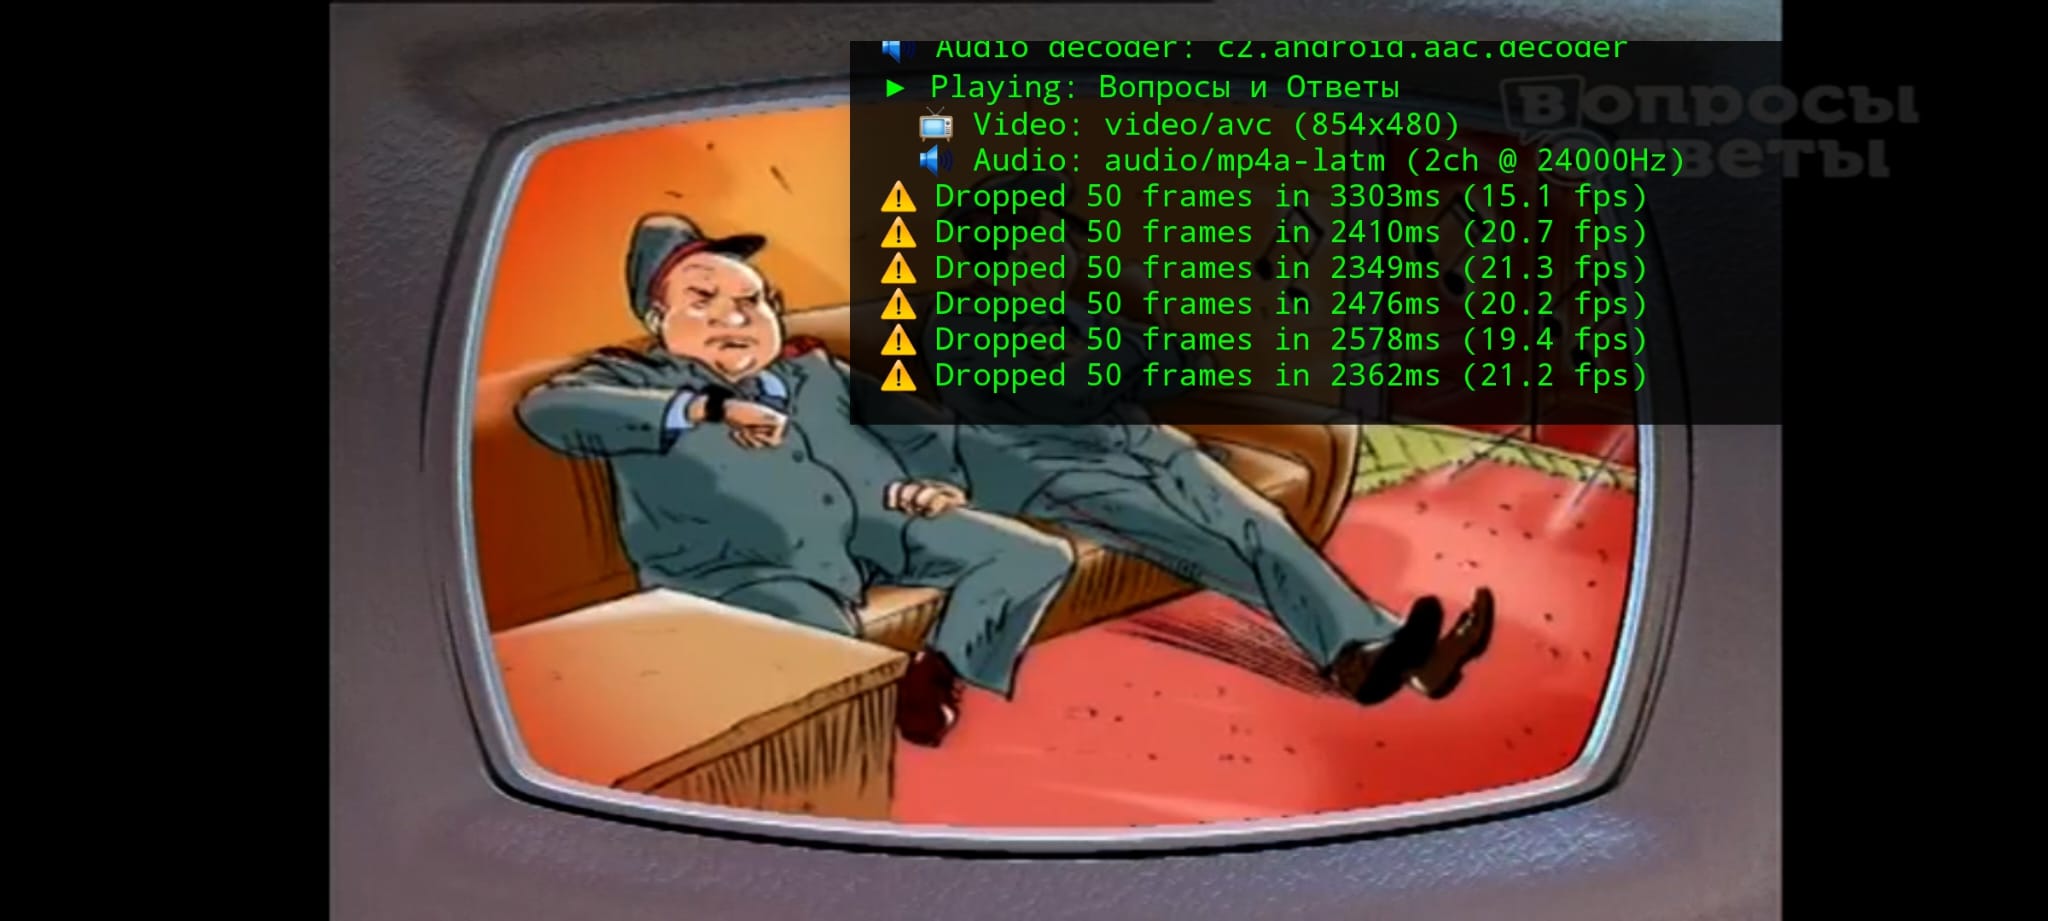 🔊 Audio decoder: c2.android.aac.decoder
▶ Playing: Вопросы и Ответы
📺 Video: video/avc (854x480)
🔊 Audio: audio/mp4a-latm (2ch @ 24000Hz)
⚠️ Dropped 50 frames in 3303ms (15.1 fps)
⚠️ Dropped 50 frames in 2410ms (20.7 fps)
⚠️ Dropped 50 frames in 2349ms (21.3 fps)
⚠️ Dropped 50 frames in 2476ms (20.2 fps)
⚠️ Dropped 50 frames in 2578ms (19.4 fps)
⚠️ Dropped 50 frames in 2362ms (21.2 fps)
вопросы
ответы